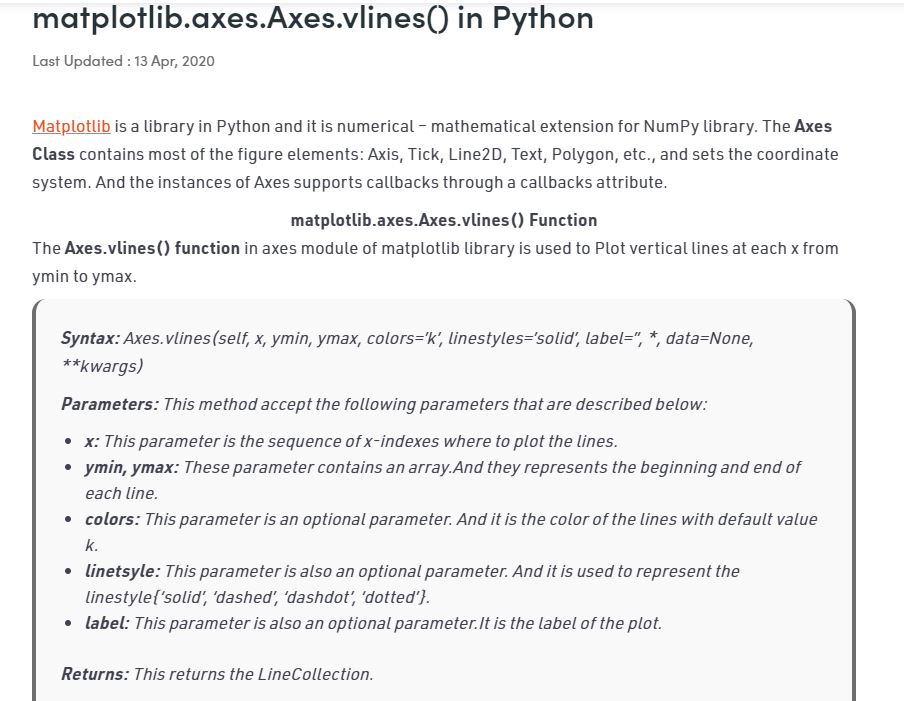 matplotlib.axes.Axes.vlines() in Python
Last Updated : 13 Apr, 2020
Matplotlib is a library in Python and it is numerical – mathematical extension for NumPy library. The Axes
Class contains most of the figure elements: Axis, Tick, Line2D, Text, Polygon, etc., and sets the coordinate
system. And the instances of Axes supports callbacks through a callbacks attribute.
matplotlib.axes.Axes.vlines() Function
The Axes.vlines() function in axes module of matplotlib library is used to Plot vertical lines at each x from
ymin to ymax.
Syntax: Axes.vlines(self, x, ymin, ymax, colors=’k’, linestyles=’solid’, label=”, *, data=None,
**kwargs)
Parameters: This method accept the following parameters that are described below:
• x: This parameter is the sequence of x-indexes where to plot the lines.
• ymin, ymax: These parameter contains an array.And they represents the beginning and end of
each line.
• colors: This parameter is an optional parameter. And it is the color of the lines with default value
k.
• linetsyle: This parameter is also an optional parameter. And it is used to represent the
linestyle{‘solid’, ‘dashed’, ‘dashdot’, ‘dotted’}.
• label: This parameter is also an optional parameter.It is the label of the plot.
Returns: This returns the LineCollection.